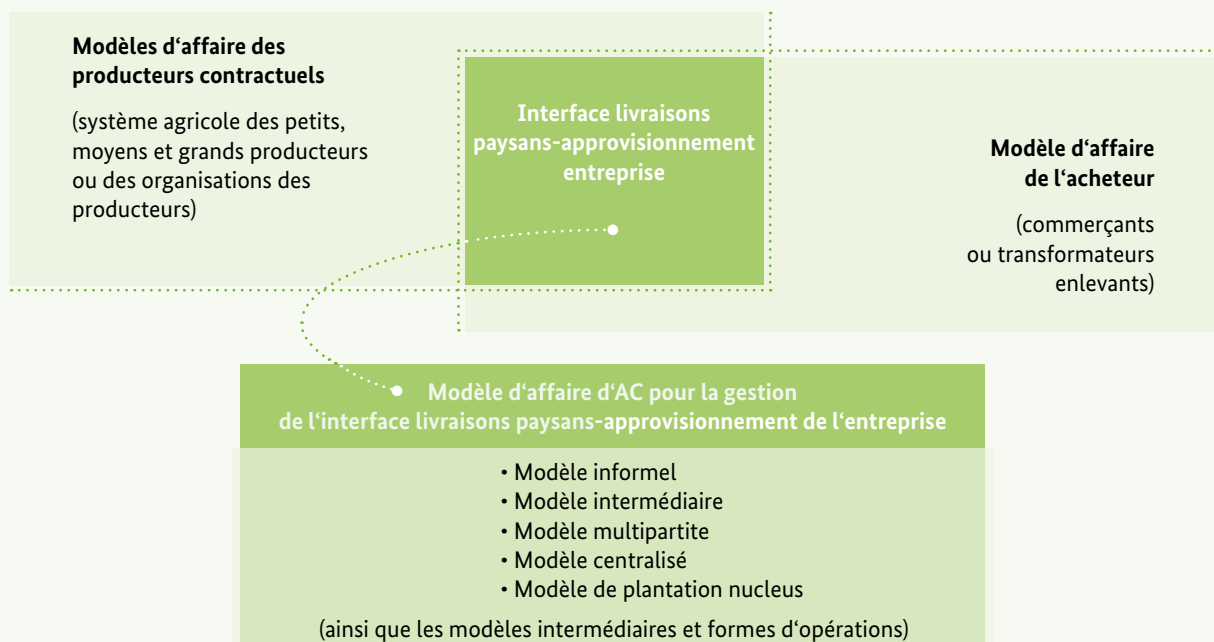 Modèles d‘affaire des
producteurs contractuels
(système agricole des petits,
moyens et grands producteurs
ou des organisations des
producteurs)
Interface livraisons
paysans-approvisionnement
entreprise
Modèle d‘affaire
de l‘acheteur
(commerçants
ou transformateurs
enlevants)
Modèle d‘affaire d‘AC pour la gestion
de l‘interface livraisons paysans-approvisionnement de l‘entreprise
• Modèle informel
• Modèle intermédiaire
• Modèle multipartite
• Modèle centralisé
• Modèle de plantation nucleus
(ainsi que les modèles intermédiaires et formes d‘opérations)